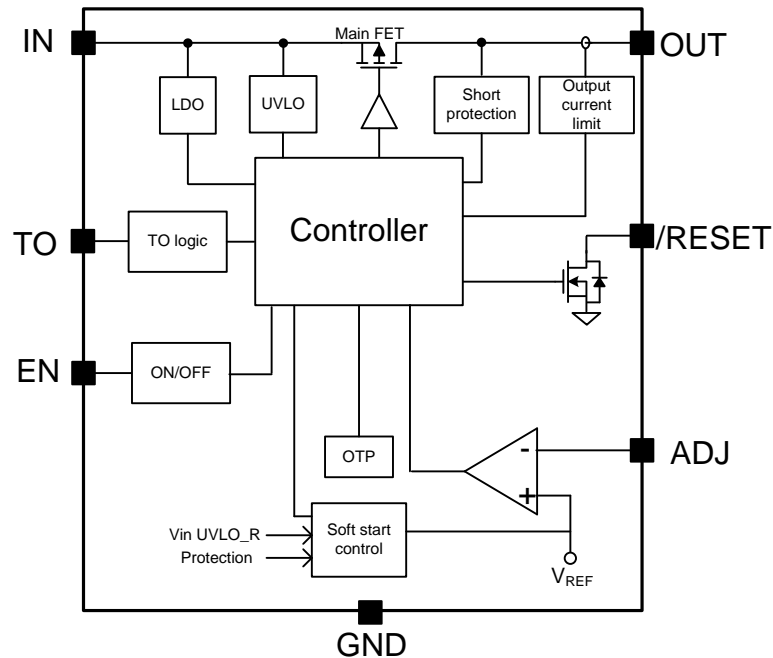 Main FET
IN
OUT
LDO
UVLO
Short
protection
Output
current
limit
Controller
TO
TO logic
/RESET
EN
ON/OFF
OTP
-
+
ADJ
Vin UVLO_R
Protection
Soft start
control
VREF
GND